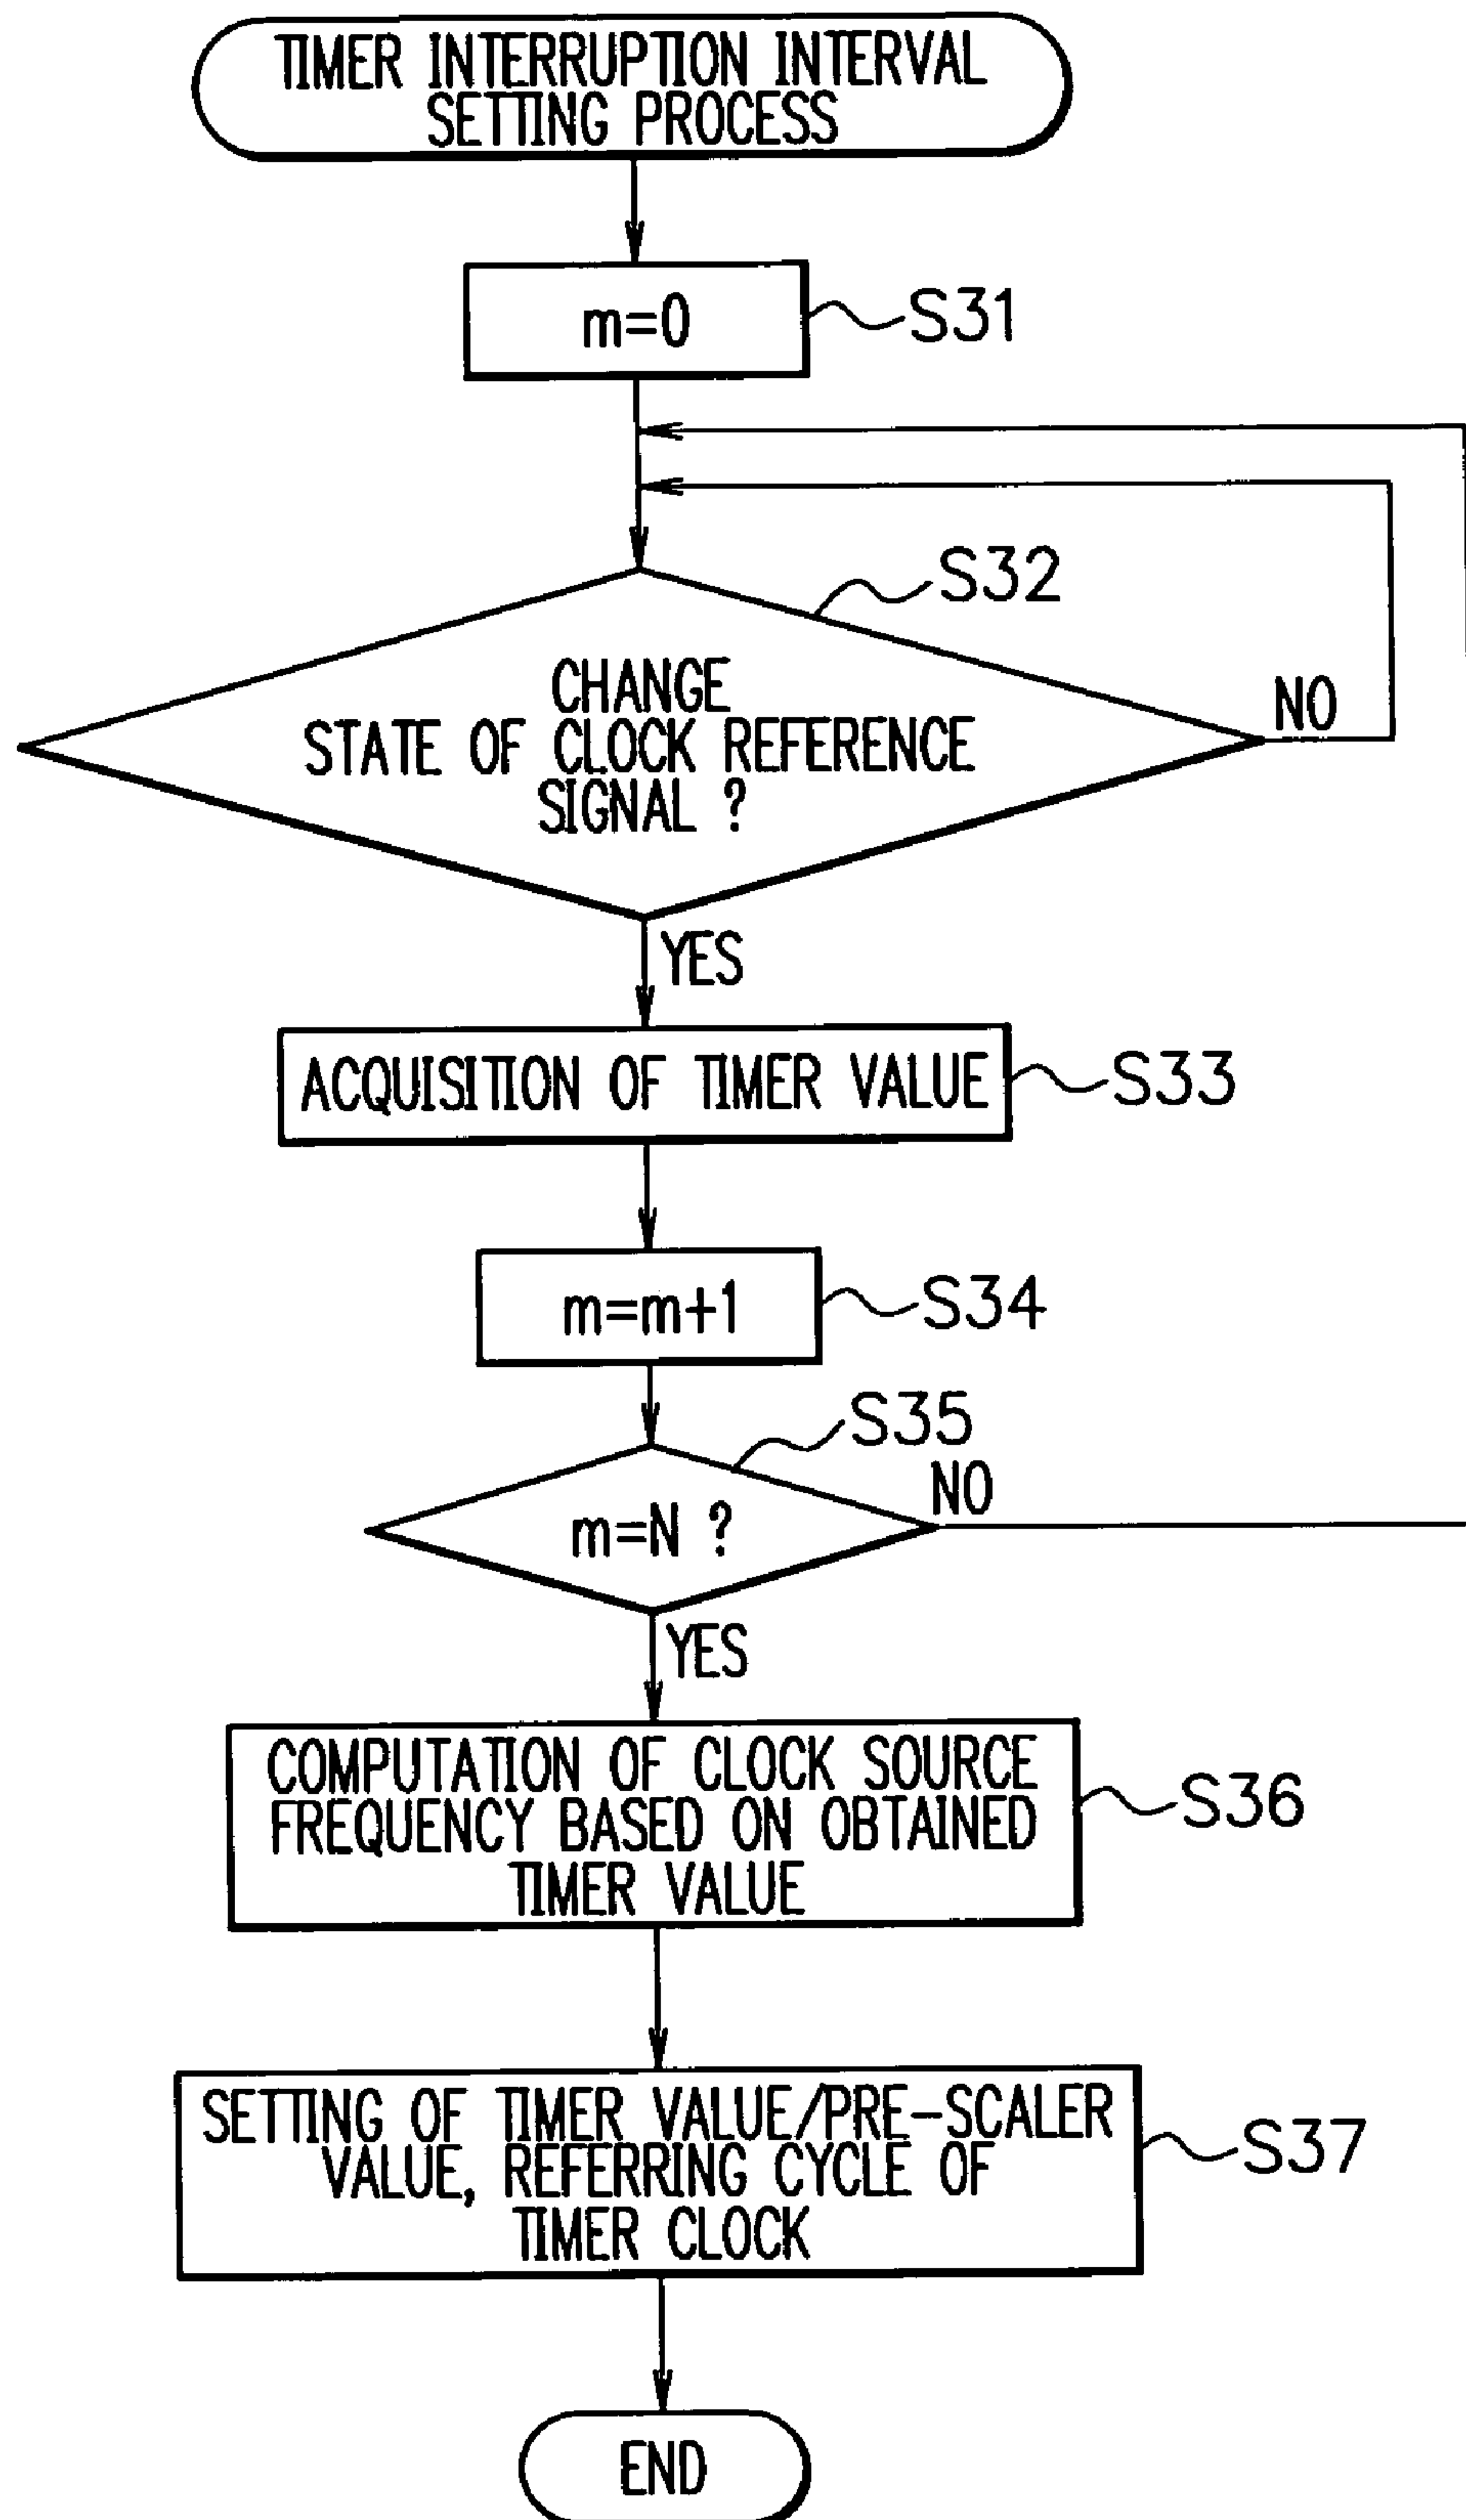 TIMER INTERRUPTION INTERVAL
SETTING PROCESS
m=0
S31
S32
CHANGE
STATE OF CLOCK REFERENCE
SIGNAL ?
NO
YES
ACQUISITION OF TIMER VALUE
S33
m=m+1
S34
S35
m=N ?
NO
YES
COMPUTATION OF CLOCK SOURCE
FREQUENCY BASED ON OBTAINED
TIMER VALUE
S36
SETTING OF TIMER VALUE/PRE-SCALER
VALUE, REFERRING CYCLE OF
TIMER CLOCK
S37
END